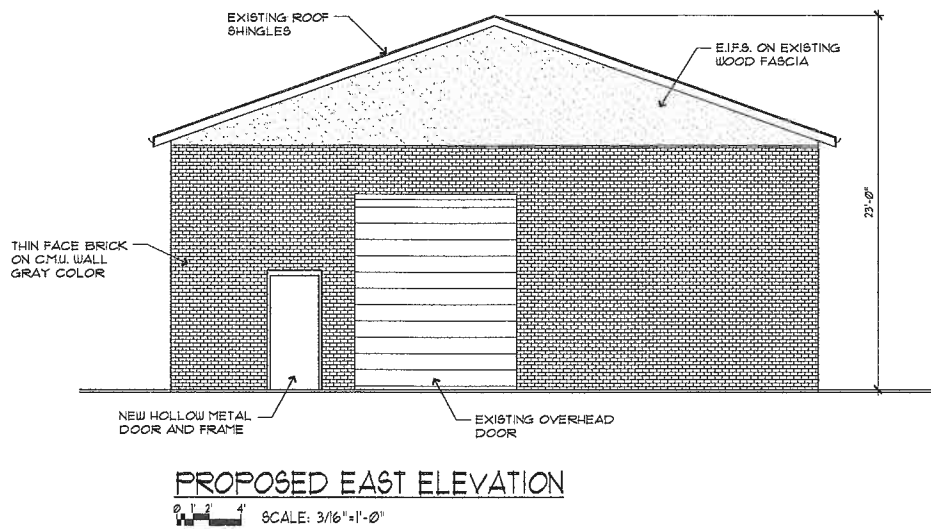 EXISTING ROOF
SHINGLES
E.I.F.S. ON EXISTING
WOOD FASCIA
23'-0"
THIN FACE BRICK
ON C.M.U. WALL
GRAY COLOR
NEW HOLLOW METAL
DOOR AND FRAME
EXISTING OVERHEAD
DOOR
PROPOSED EAST ELEVATION
0 1' 2' 4'
SCALE: 3/16"=1'-0"